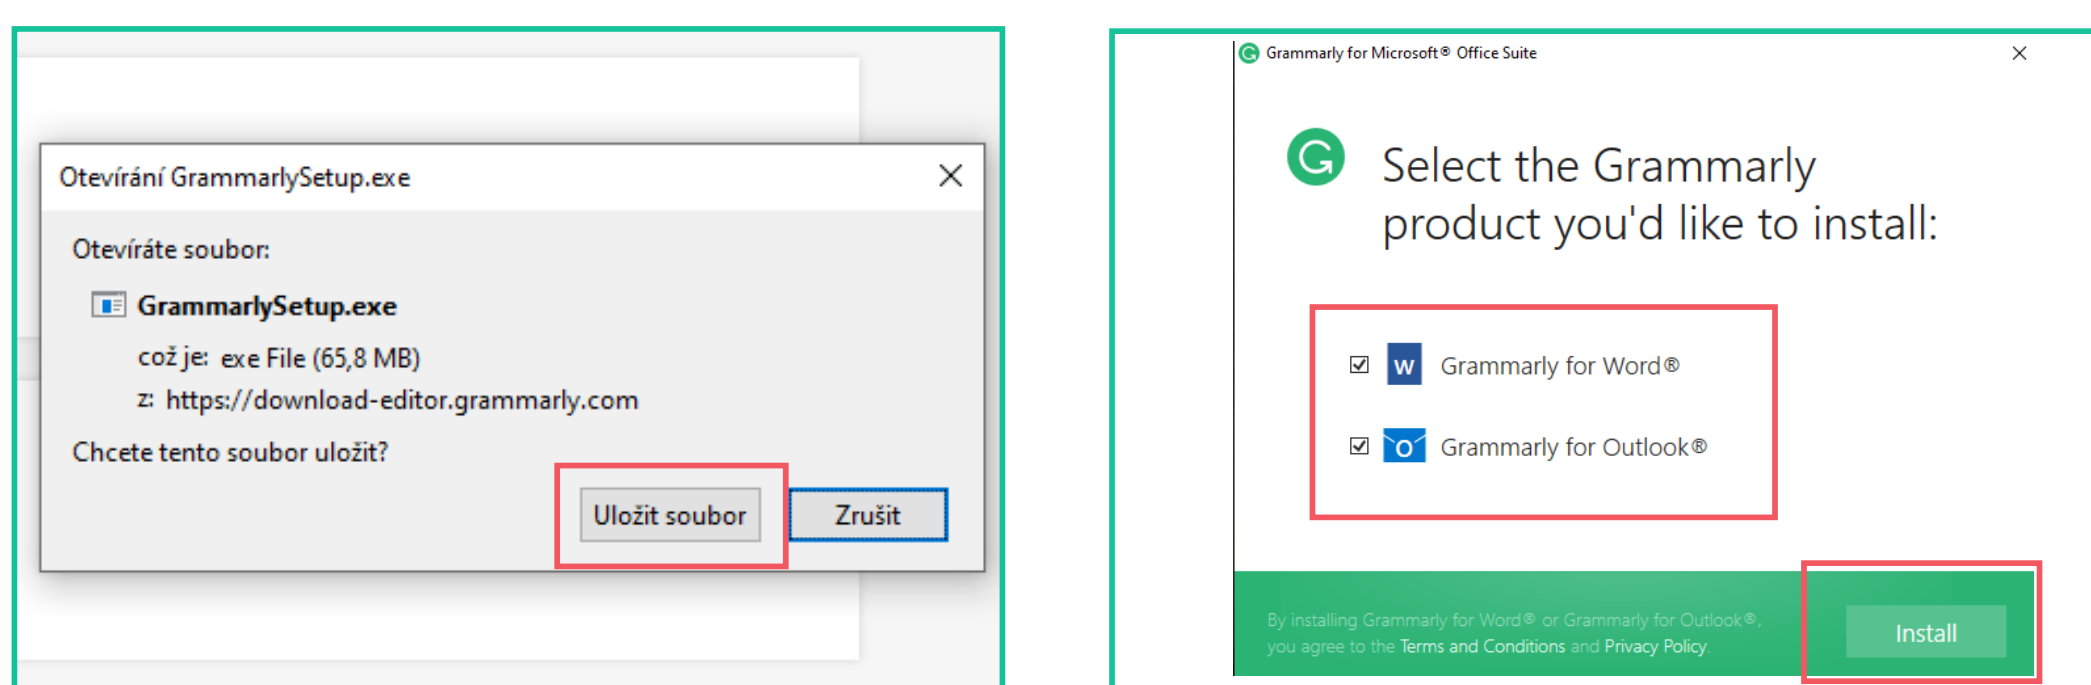 Otevírání GrammarlySetup.exe
Otevíráte soubor:
GrammarlySetup.exe
což je: exe File (65,8 MB)
z: https://download-editor.grammarly.com
Chcete tento soubor uložit?
Uložit soubor
Zrušit
Grammarly for Microsoft® Office Suite
Select the Grammarly
product you'd like to install:
Grammarly for Word®
Grammarly for Outlook®
By installing Grammarly for Word® or Grammarly for Outlook®,
you agree to the Terms and Conditions and Privacy Policy.
Install